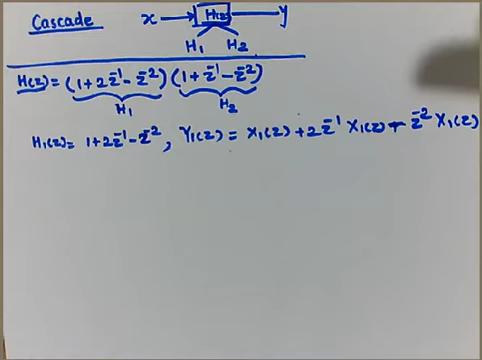 Cascade x H(z) y
H₁ H₂
H(z) = (1+2z⁻¹-z⁻²)(1+z⁻¹-z⁻²)
H₁ H₂
H₁(z) = 1+2z⁻¹-z⁻², Y₁(z) = X₁(z)+2z⁻¹ X₁(z) - z⁻² X₁(z)